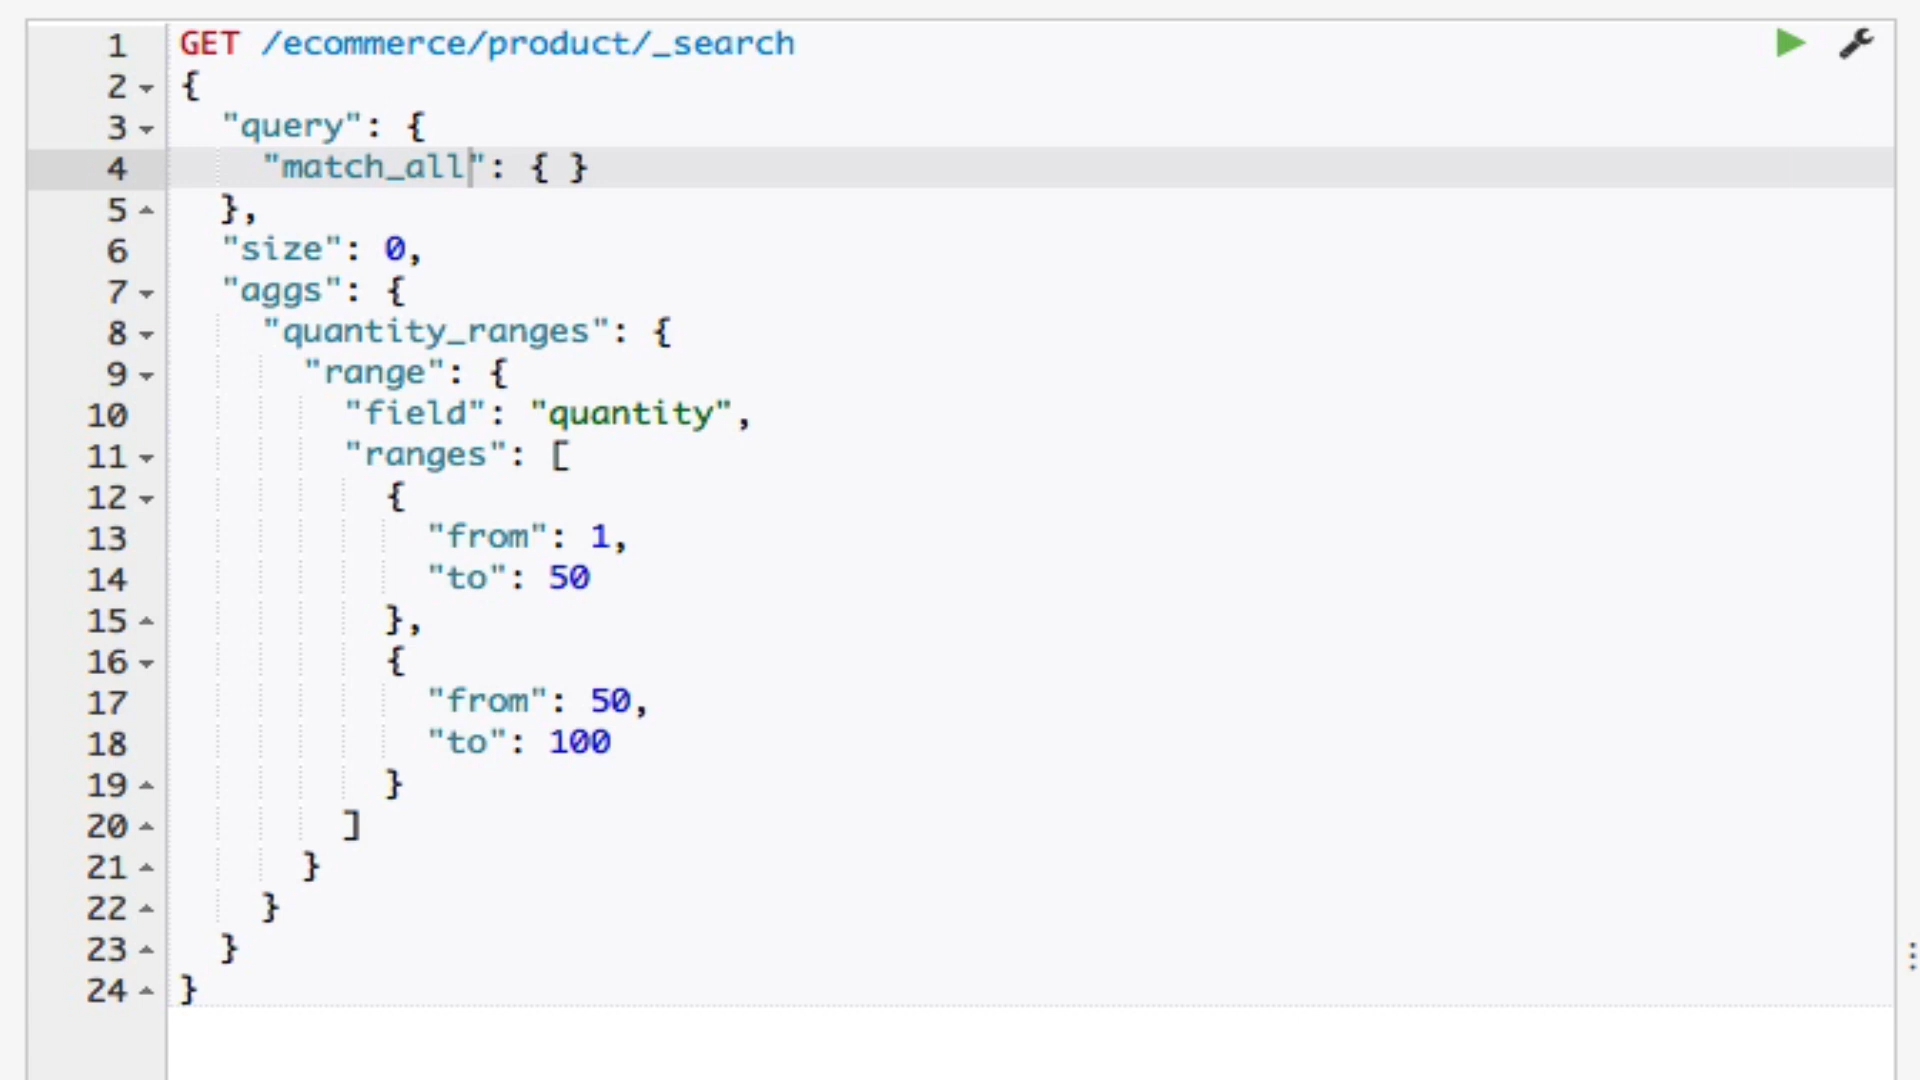 1 GET /ecommerce/product/_search
2 {
3   "query": {
4     "match_all": { }
5   },
6   "size": 0,
7   "aggs": {
8     "quantity_ranges": {
9       "range": {
10         "field": "quantity",
11         "ranges": [
12           {
13             "from": 1,
14             "to": 50
15           },
16           {
17             "from": 50,
18             "to": 100
19           }
20         ]
21       }
22     }
23   }
24 }